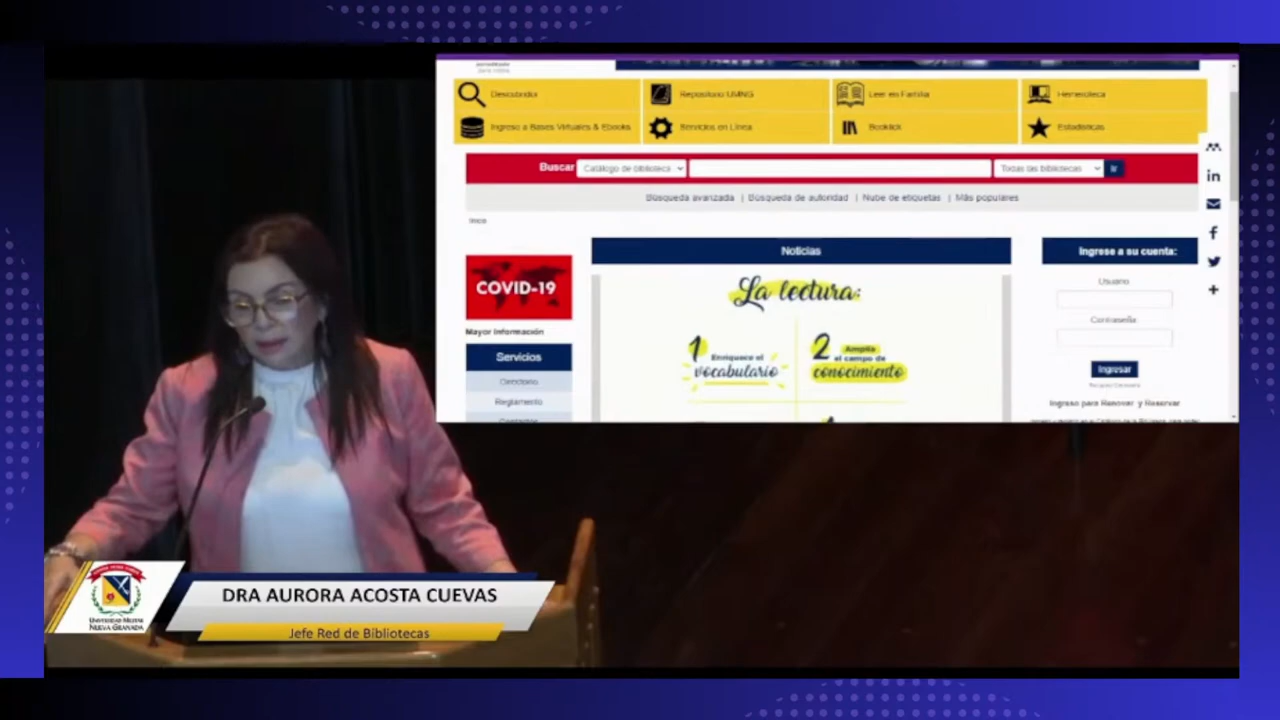 Descubridor
Repositorio UMNG
Leer en Familia
Hemeroteca
Ingreso a Bases Virtuales & Ebooks
Servicios en Línea
Booklick
Estadísticas
Buscar
Catálogo de biblioteca
Todas las bibliotecas
Ir
Búsqueda avanzada | Búsqueda de autoridad | Nube de etiquetas | Más populares
Inicio
Noticias
Ingrese a su cuenta:
COVID-19
Mayor Información
Servicios
Directorio
Reglamento
La lectura:
1 Enriquece el
vocabulario
2 Amplía
el campo de
conocimiento
Usuario:
Contraseña:
Ingresar
Ingreso para Renovar y Reservar
in
f
+
DRA AURORA ACOSTA CUEVAS
Jefe Red de Bibliotecas
UNIVERSIDAD MILITAR
NUEVA GRANADA